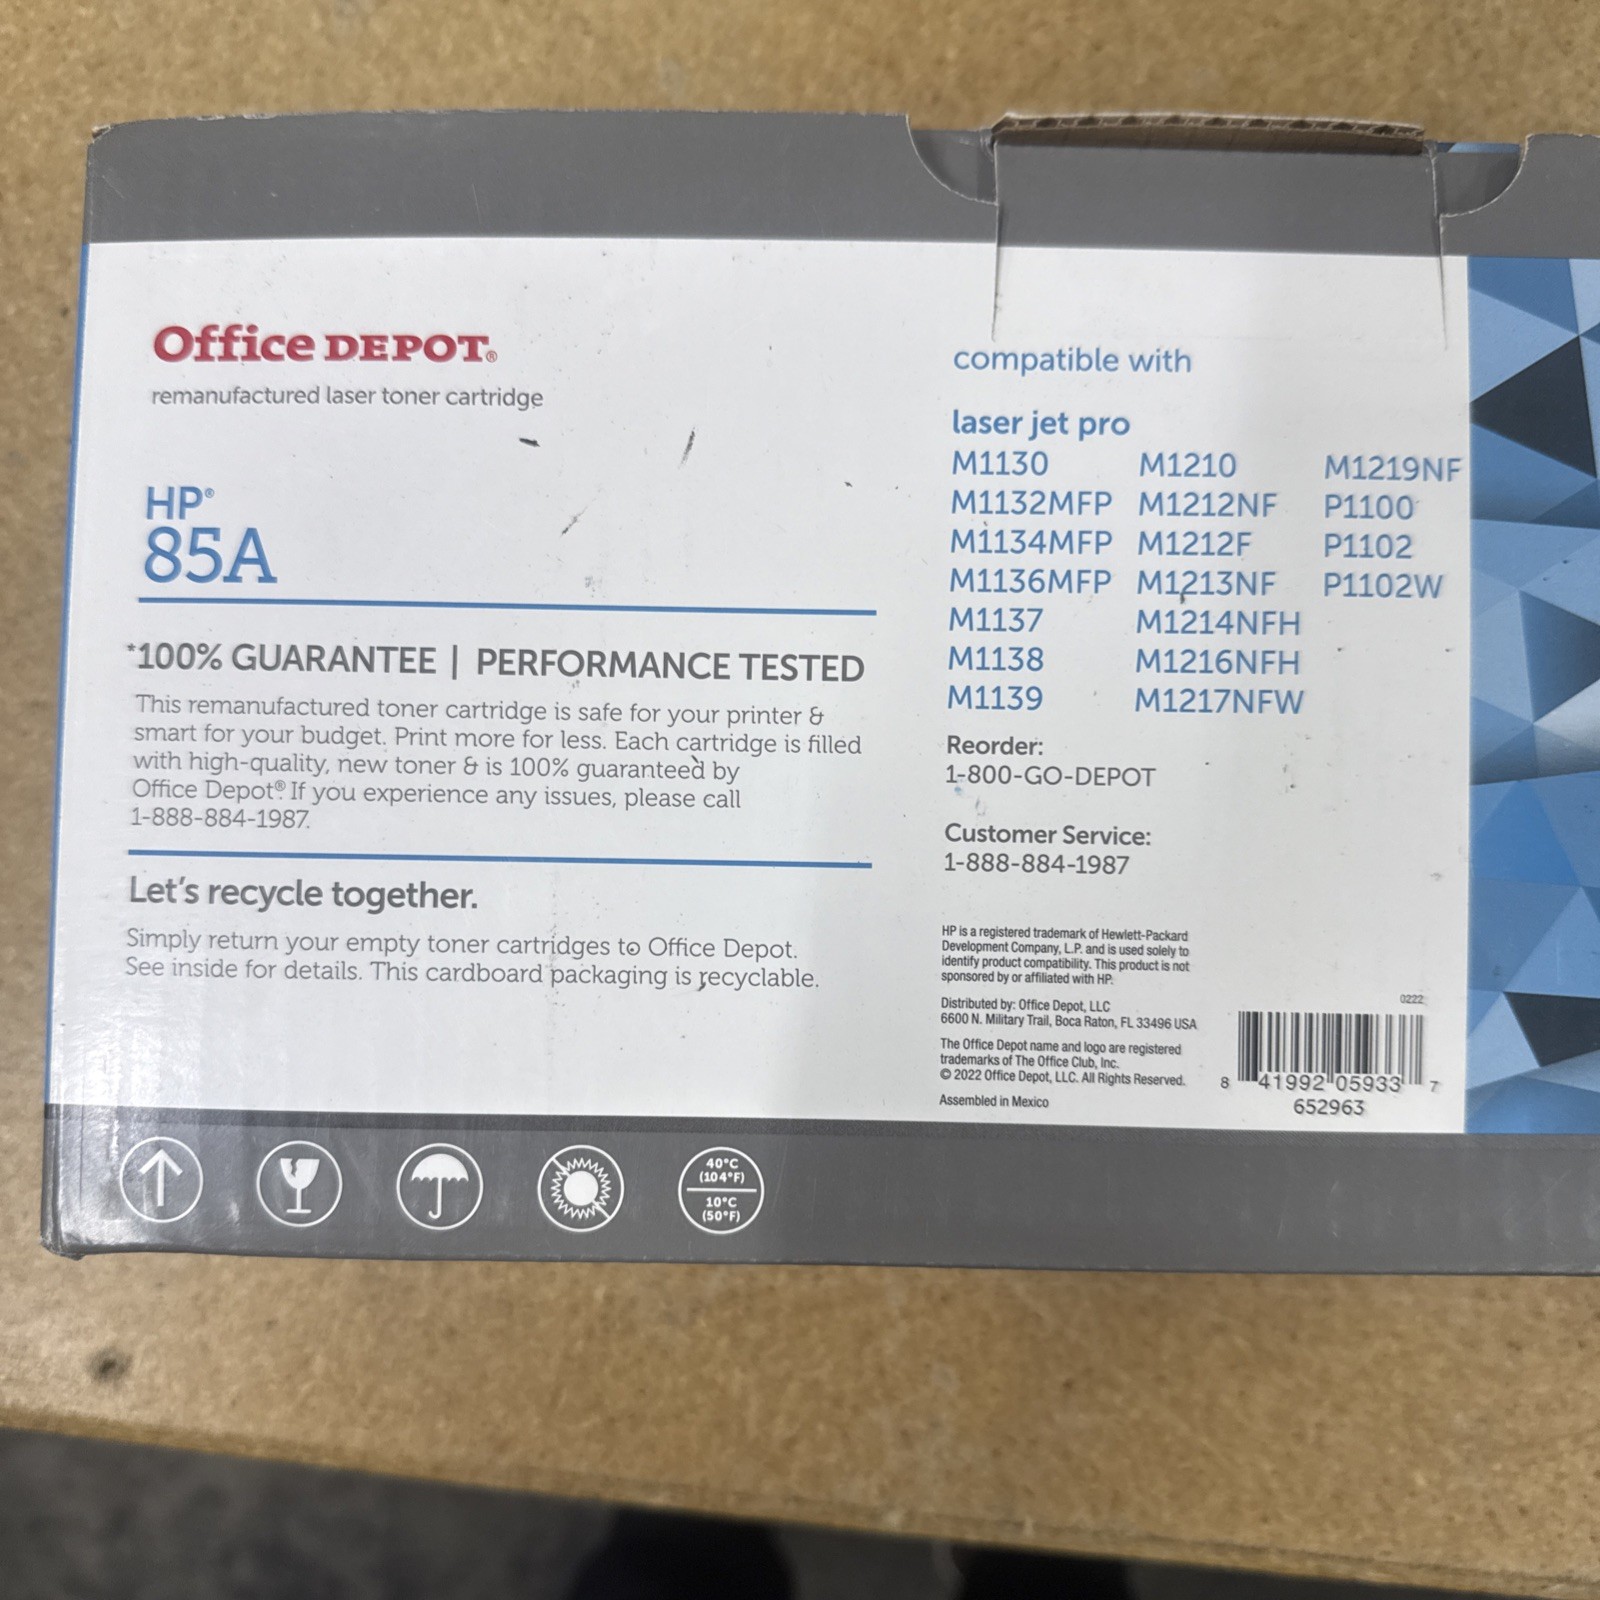 Office DEPOT®
remanufactured laser toner cartridge
HP®
85A
*100% GUARANTEE | PERFORMANCE TESTED
This remanufactured toner cartridge is safe for your printer &
smart for your budget. Print more for less. Each cartridge is filled
with high-quality, new toner & is 100% guaranteed by
Office Depot®. If you experience any issues, please call
1-888-884-1987.
Let's recycle together.
Simply return your empty toner cartridges to Office Depot.
See inside for details. This cardboard packaging is recyclable.
compatible with
laser jet pro
M1130 M1210 M1219NF
M1132MFP M1212NF P1100
M1134MFP M1212F P1102
M1136MFP M1213NF P1102W
M1137 M1214NFH
M1138 M1216NFH
M1139 M1217NFW
Reorder:
1-800-GO-DEPOT
Customer Service:
1-888-884-1987
HP is a registered trademark of Hewlett-Packard
Development Company, L.P. and is used solely to
identify product compatibility. This product is not
sponsored by or affiliated with HP.
Distributed by: Office Depot, LLC
6600 N. Military Trail, Boca Raton, FL 33496 USA
The Office Depot name and logo are registered
trademarks of The Office Club, Inc.
© 2022 Office Depot, LLC. All Rights Reserved.
Assembled in Mexico
0222
8 41992 05933 7
652963
40°C
(104°F)
10°C
(50°F)